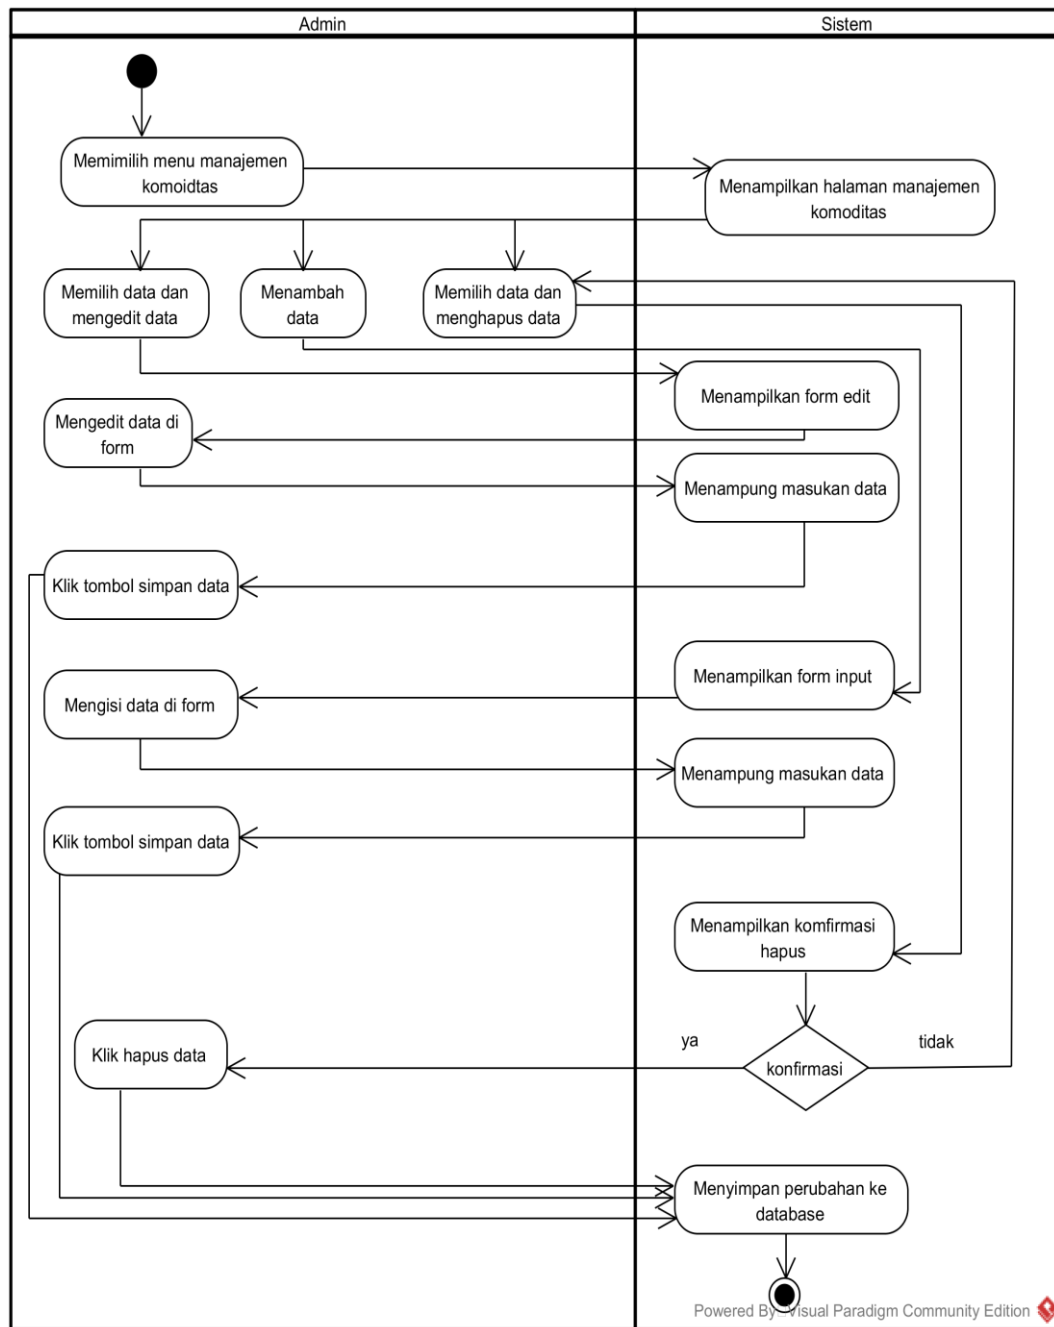 Admin
Sistem
Memimilih menu manajemen
komoidtas
Menampilkan halaman manajemen
komoditas
Memilih data dan
mengedit data
Menambah
data
Memilih data dan
menghapus data
Menampilkan form edit
Mengedit data di
form
Menampung masukan data
Klik tombol simpan data
Menampilkan form input
Mengisi data di form
Menampung masukan data
Klik tombol simpan data
Menampilkan komfirmasi
hapus
ya
tidak
konfirmasi
Klik hapus data
Menyimpan perubahan ke
database
Powered By Visual Paradigm Community Edition